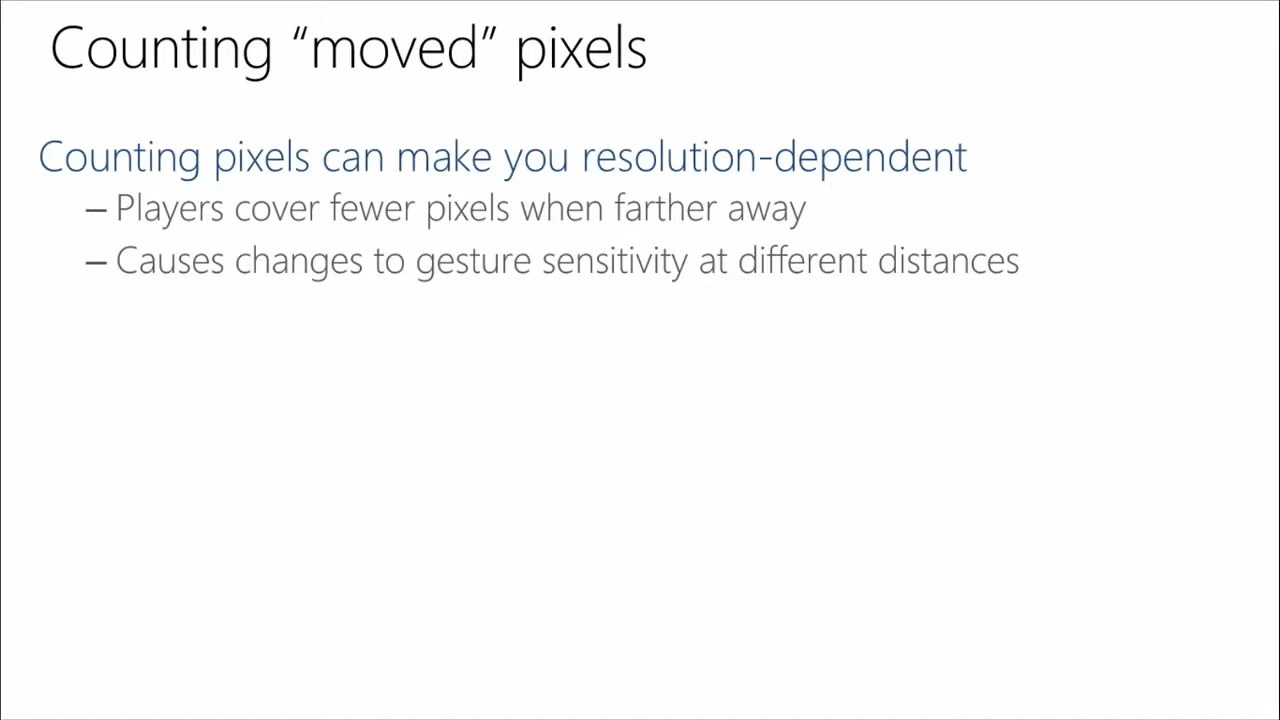 Counting “moved” pixels
Counting pixels can make you resolution-dependent
– Players cover fewer pixels when farther away
– Causes changes to gesture sensitivity at different distances